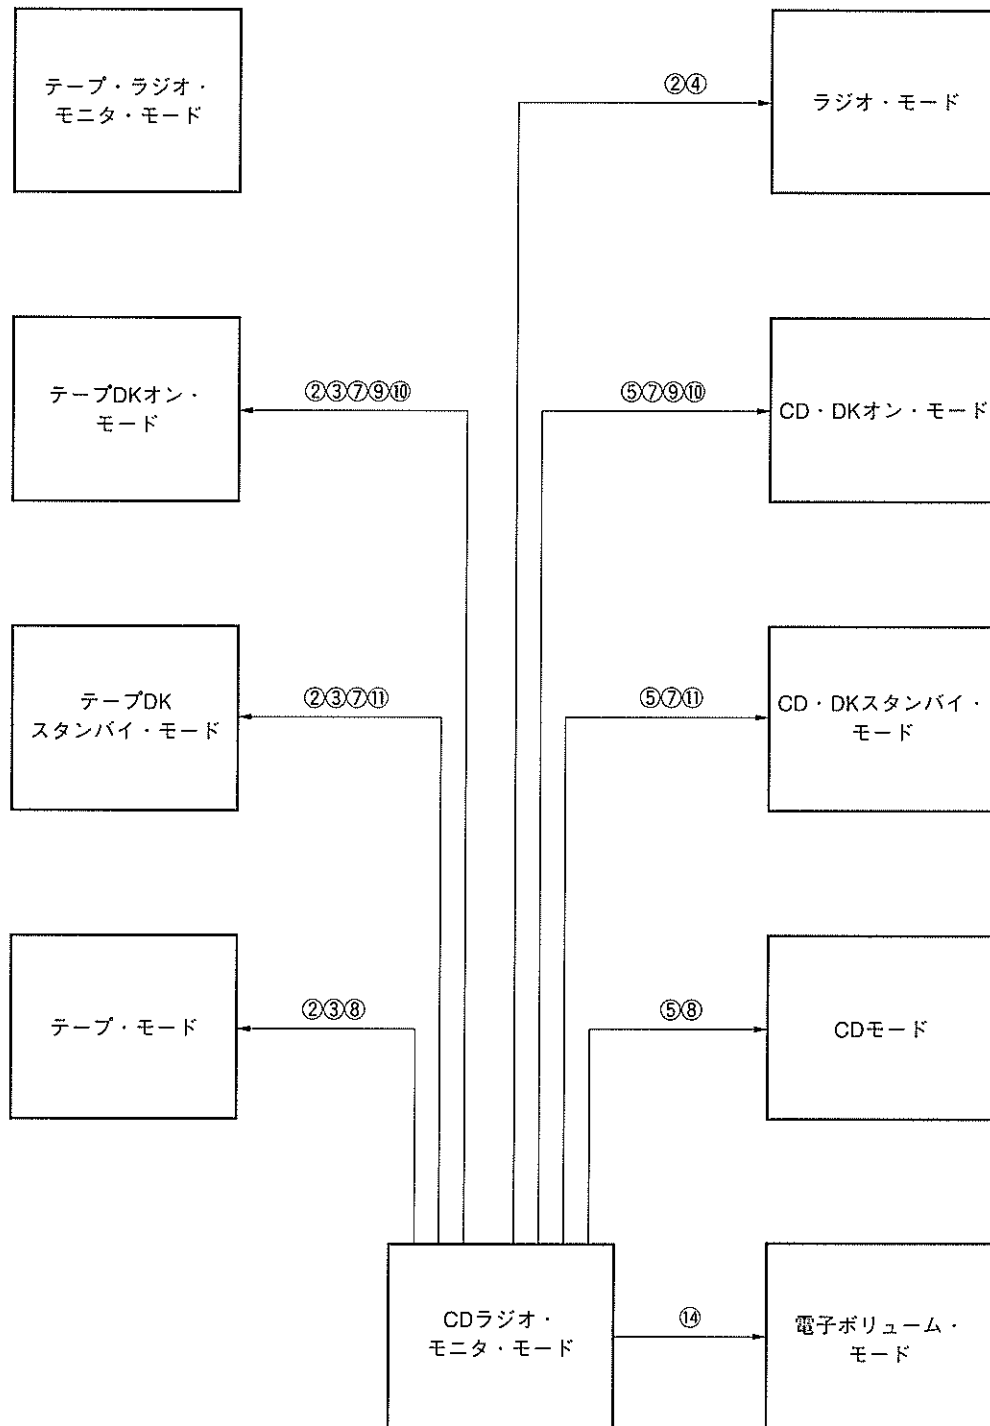 テープ・ラジオ・
モニタ・モード
②④
ラジオ・モード
テープDKオン・
モード
②③⑦⑨⑩
⑤⑦⑨⑩
CD・DKオン・モード
テープDK
スタンバイ・モード
②③⑦⑪
⑤⑦⑪
CD・DKスタンバイ・
モード
テープ・モード
②③⑧
⑤⑧
CDモード
CDラジオ・
モニタ・モード
⑭
電子ボリューム・
モード